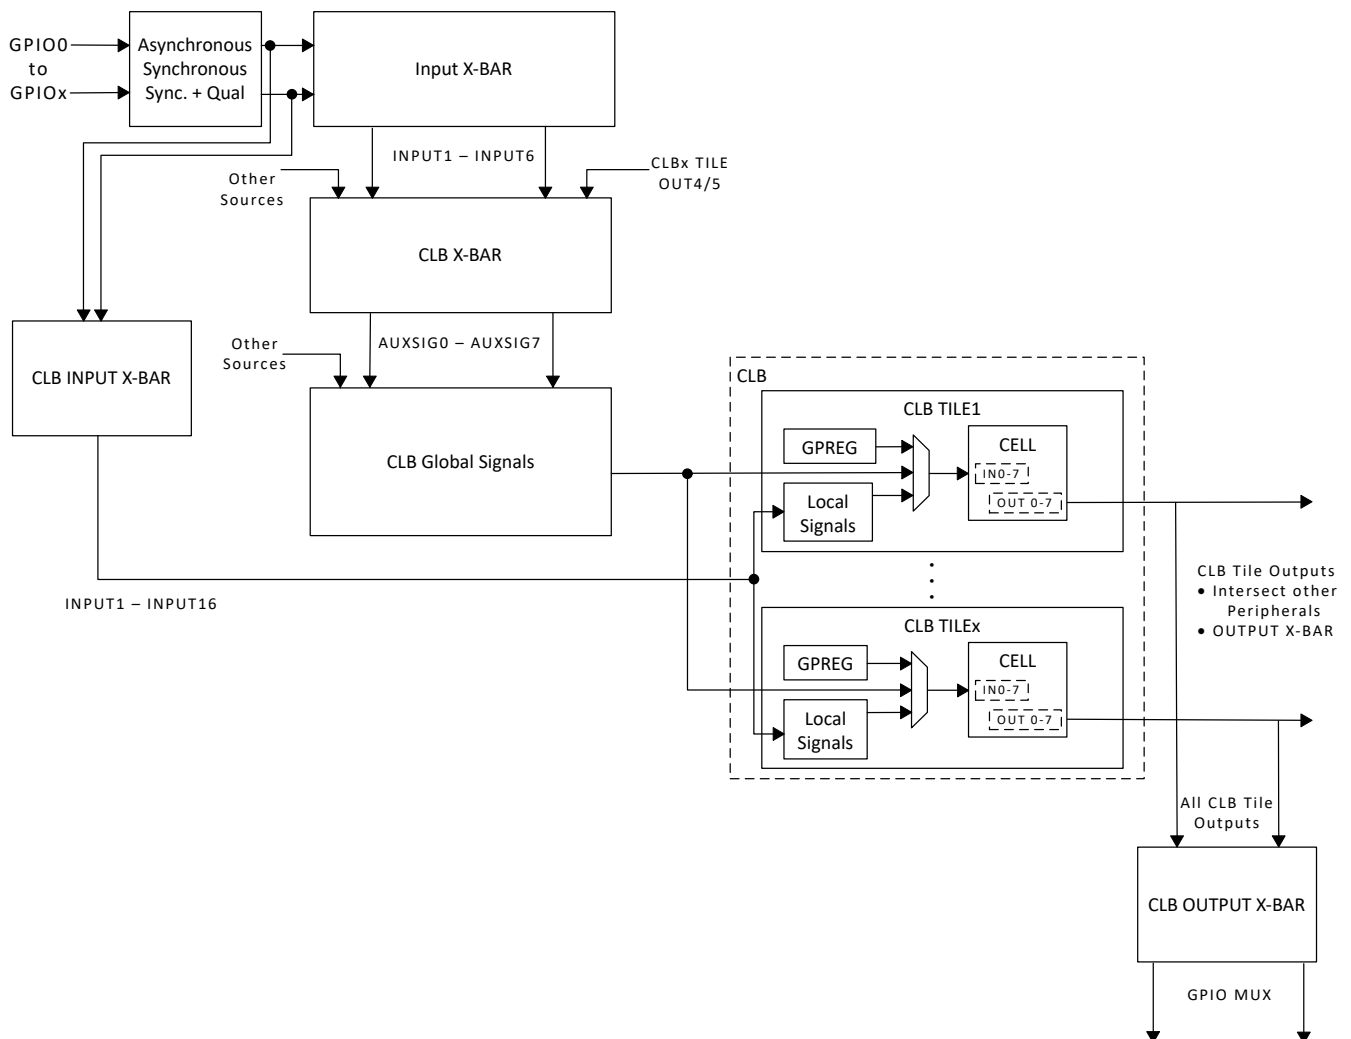 GPIO0
to
GPIOx
Asynchronous
Synchronous
Sync. + Qual
Input X-BAR
INPUT1 – INPUT6
Other
Sources
CLBx TILE
OUT4/5
CLB X-BAR
AUXSIG0 – AUXSIG7
Other
Sources
CLB INPUT X-BAR
CLB Global Signals
INPUT1 – INPUT16
CLB
CLB TILE1
GPREG
Local
Signals
CELL
IN0-7
OUT 0-7
CLB TILEx
GPREG
Local
Signals
CELL
IN0-7
OUT 0-7
CLB Tile Outputs
• Intersect other
Peripherals
• OUTPUT X-BAR
All CLB Tile
Outputs
CLB OUTPUT X-BAR
GPIO MUX